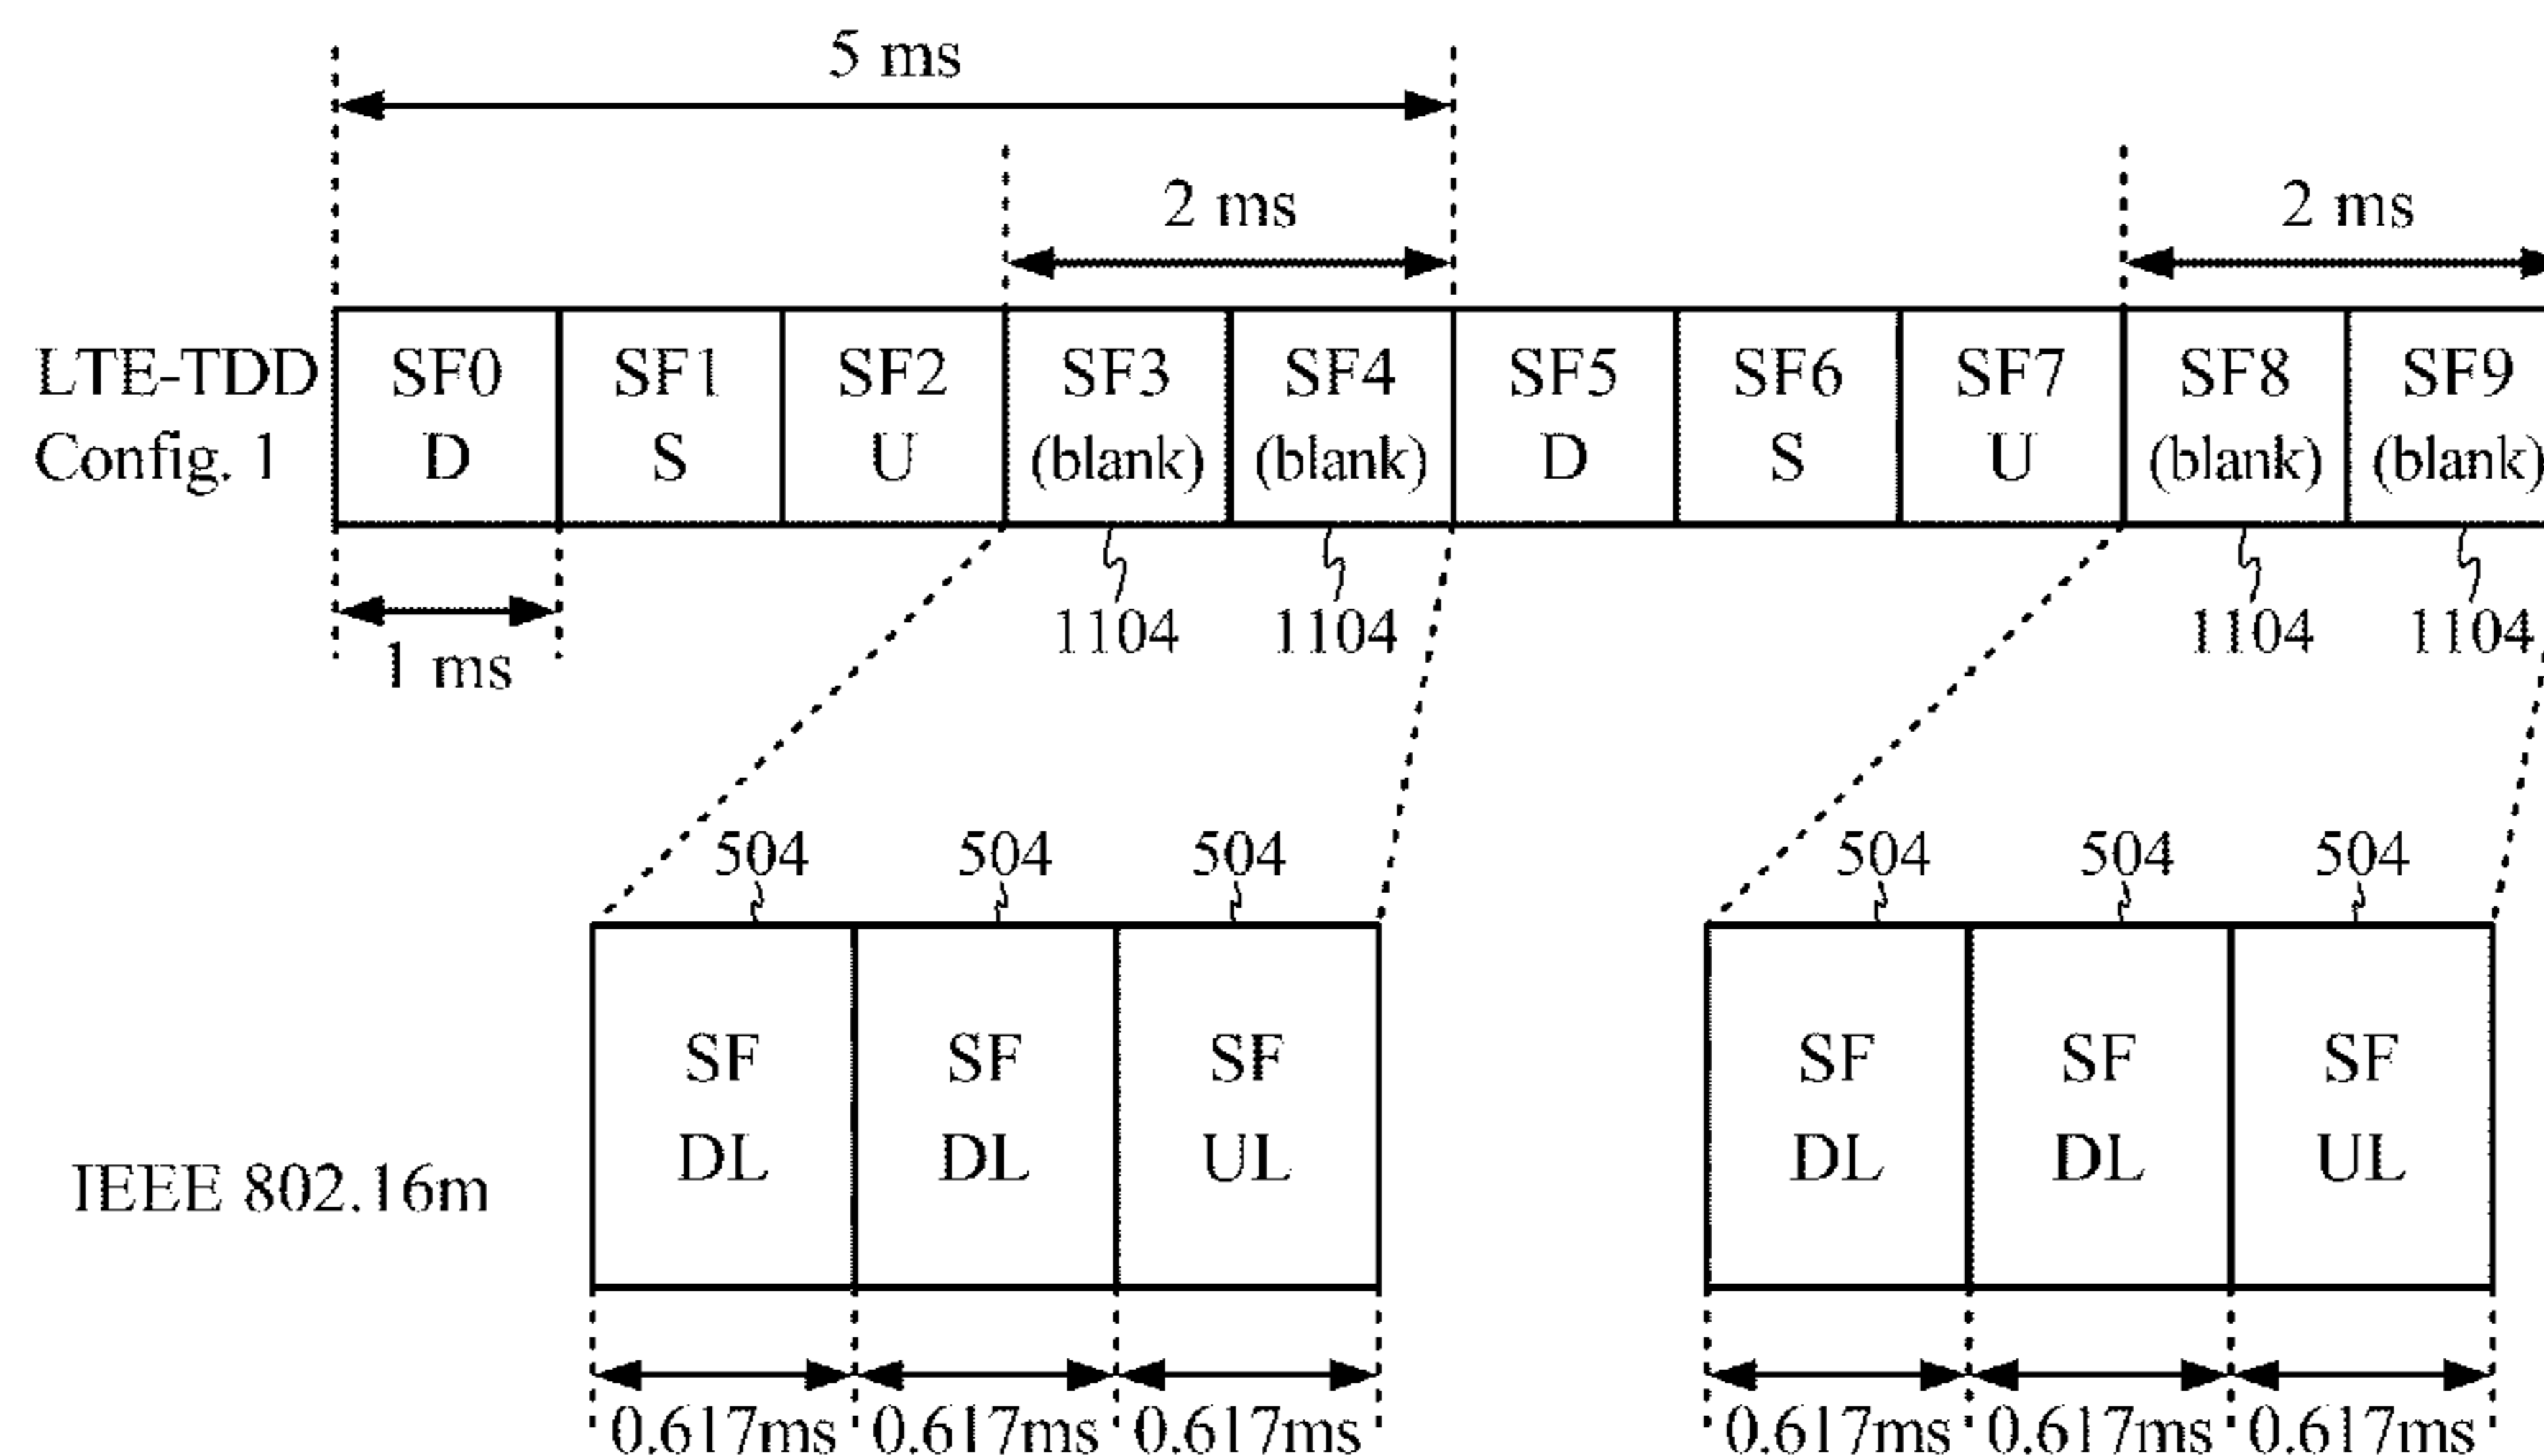 5 ms
2 ms
2 ms
LTE-TDD
Config. 1
SF0
D
SF1
S
SF2
U
SF3
(blank)
SF4
(blank)
SF5
D
SF6
S
SF7
U
SF8
(blank)
SF9
(blank)
1 ms
1104
1104
1104
1104
504
504
504
504
504
504
IEEE 802.16m
SF
DL
SF
DL
SF
UL
SF
DL
SF
DL
SF
UL
0.617ms
0.617ms
0.617ms
0.617ms
0.617ms
0.617ms